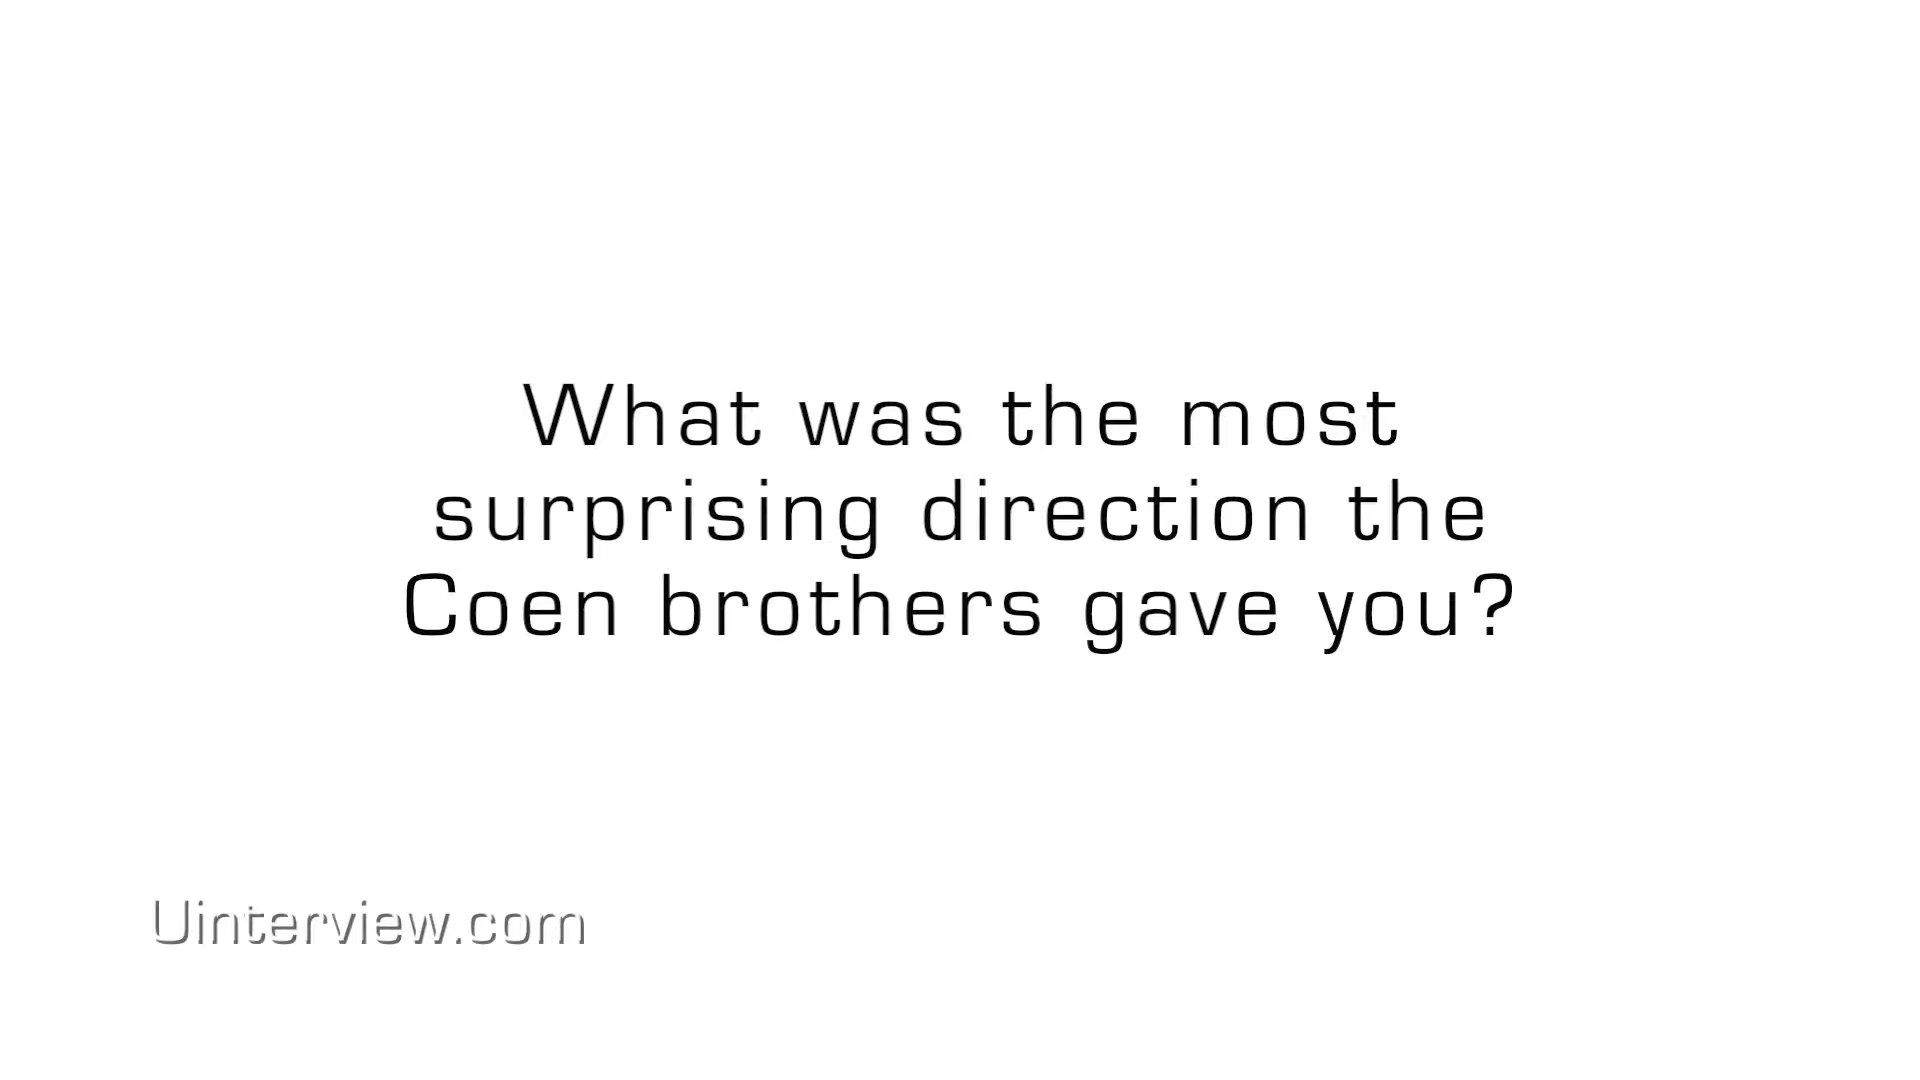 What was the most
surprising direction the
Coen brothers gave you?
Uinterview.com